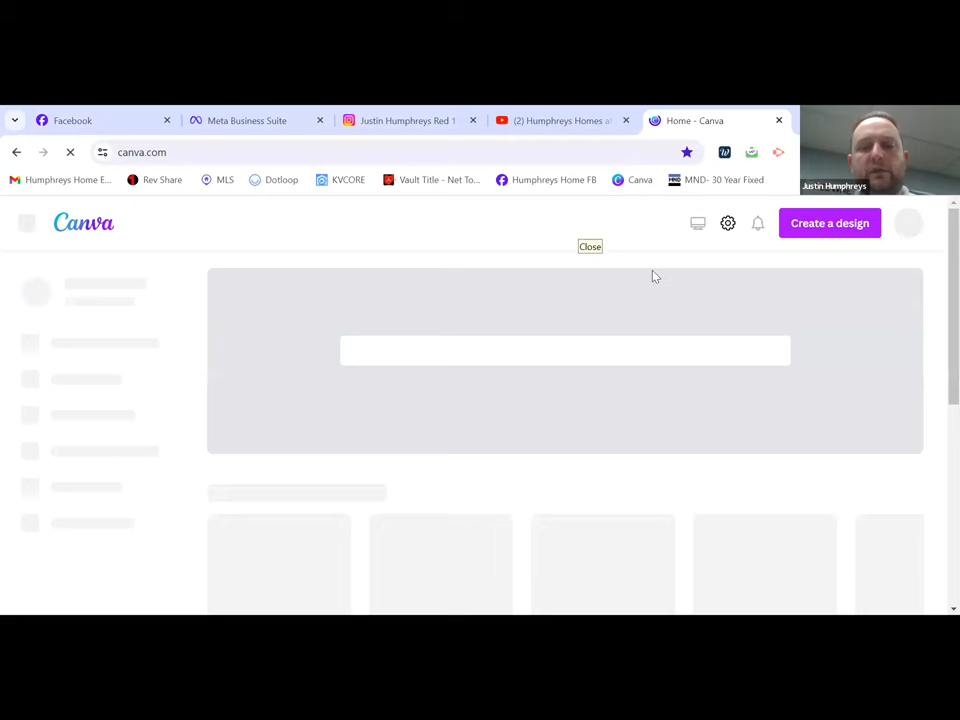 Facebook
Meta Business Suite
Justin Humphreys Red 1
(2) Humphreys Homes at
Home - Canva
canva.com
Humphreys Home E...
Rev Share
MLS
Dotloop
KVCORE
Vault Title - Net To...
Humphreys Home FB
Canva
MND- 30 Year Fixed
Justin Humphreys
Canva
Create a design
Close